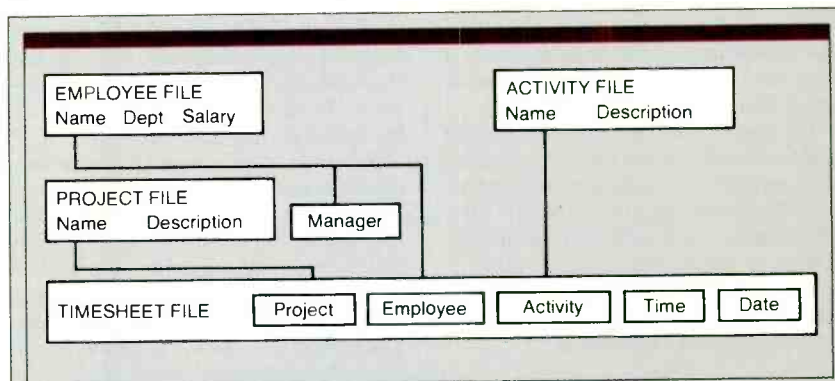 EMPLOYEE FILE
Name Dept Salary
ACTIVITY FILE
Name Description
PROJECT FILE
Name Description
Manager
TIMESHEET FILE Project Employee Activity Time Date